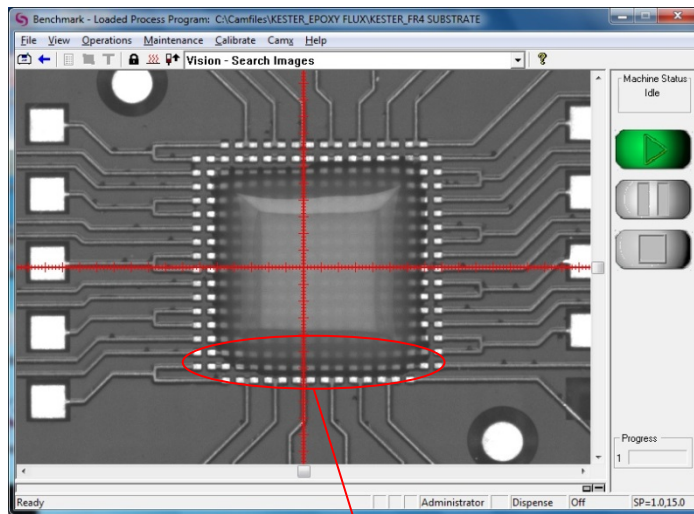 Benchmark - Loaded Process Program: C:\Camfiles\KESTER_EPOXY FLUX\KESTER_FR4 SUBSTRATE
File View Operations Maintenance Calibrate Camx Help
Vision - Search Images
Machine Status
Idle
Progress
1
Ready Administrator Dispense Off SP=1.0,15.0